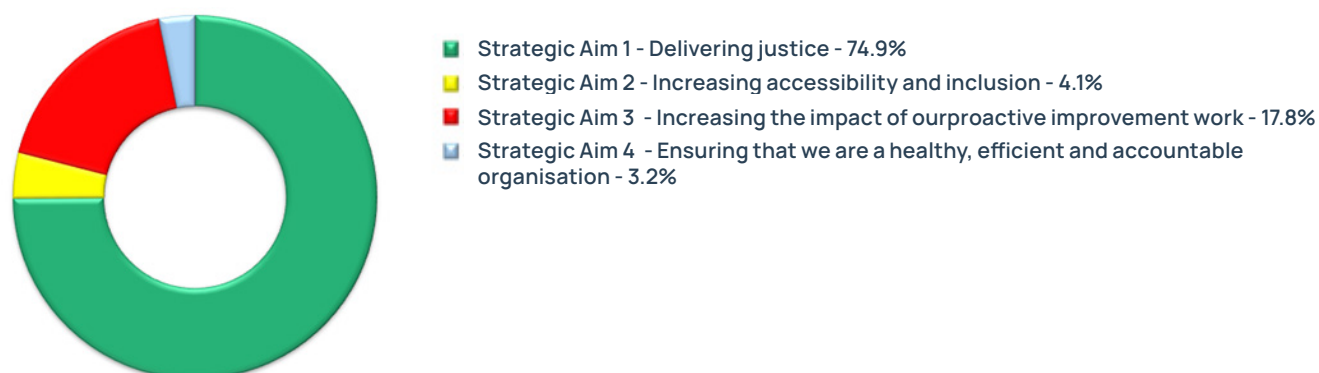 Strategic Aim 1 - Delivering justice - 74.9%
Strategic Aim 2 - Increasing accessibility and inclusion - 4.1%
Strategic Aim 3 - Increasing the impact of ourproactive improvement work - 17.8%
Strategic Aim 4 - Ensuring that we are a healthy, efficient and accountable
organisation - 3.2%